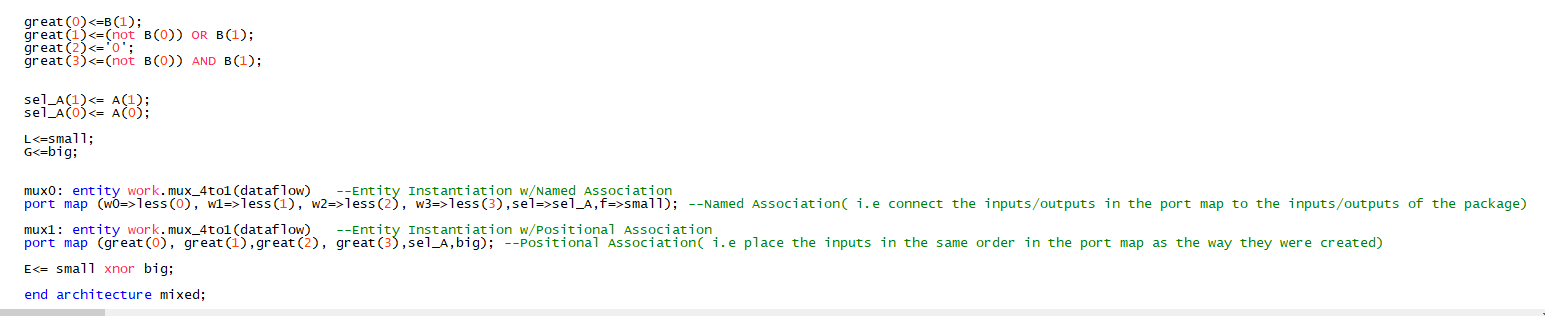 great(0)<=B(1);
great(1)<=(not B(0)) OR B(1);
great(2)<='0';
great(3)<=(not B(0)) AND B(1);
sel_A(1)<= A(1);
sel_A(0)<= A(0);
L<=small;
G<=big;
mux0: entity work.mux_4to1(dataflow)   --Entity Instantiation w/Named Association
port map (w0=>less(0), w1=>less(1), w2=>less(2), w3=>less(3),sel=>sel_A,f=>small); --Named Association( i.e connect the inputs/outputs in the port map to the inputs/outputs of the package)
mux1: entity work.mux_4to1(dataflow)   --Entity Instantiation w/Positional Association
port map (great(0), great(1),great(2), great(3),sel_A,big); --Positional Association( i.e place the inputs in the same order in the port map as the way they were created)
E<= small xnor big;
end architecture mixed;